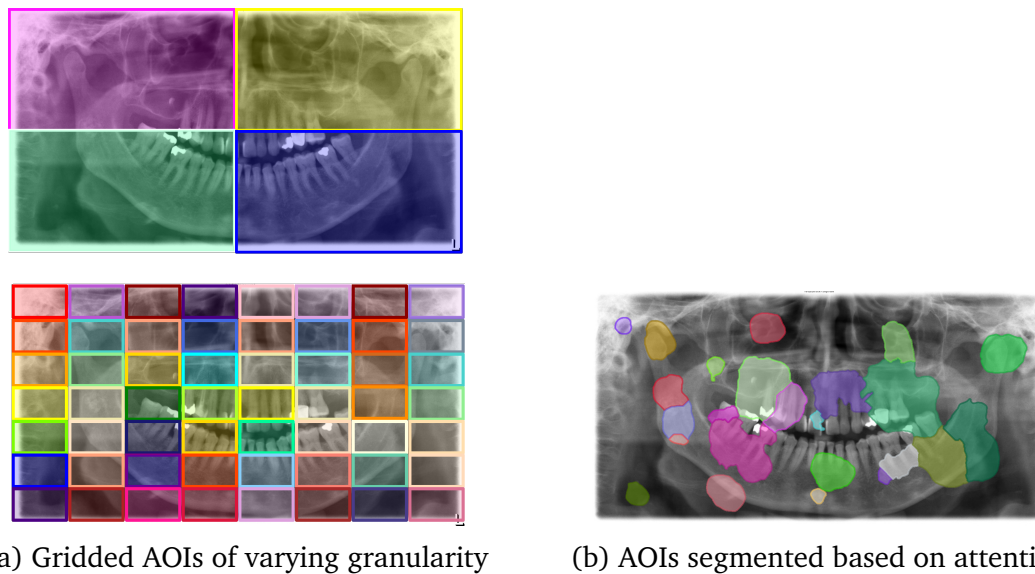 a) Gridded AOIs of varying granularity
(b) AOIs segmented based on attenti